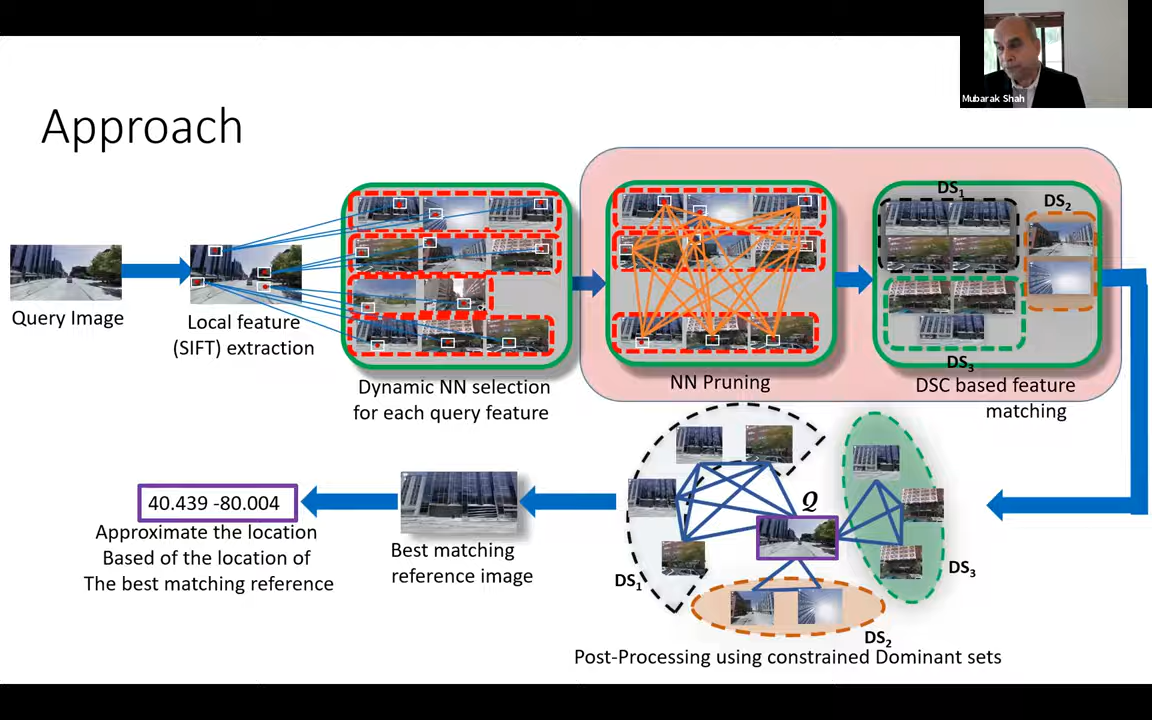 Mubarak Shah
Approach
Query Image
Local feature
(SIFT) extraction
Dynamic NN selection
for each query feature
NN Pruning
DS1
DS2
DS3
DSC based feature
matching
Q
DS1
DS3
DS2
Post-Processing using constrained Dominant sets
Best matching
reference image
40.439 -80.004
Approximate the location
Based of the location of
The best matching reference